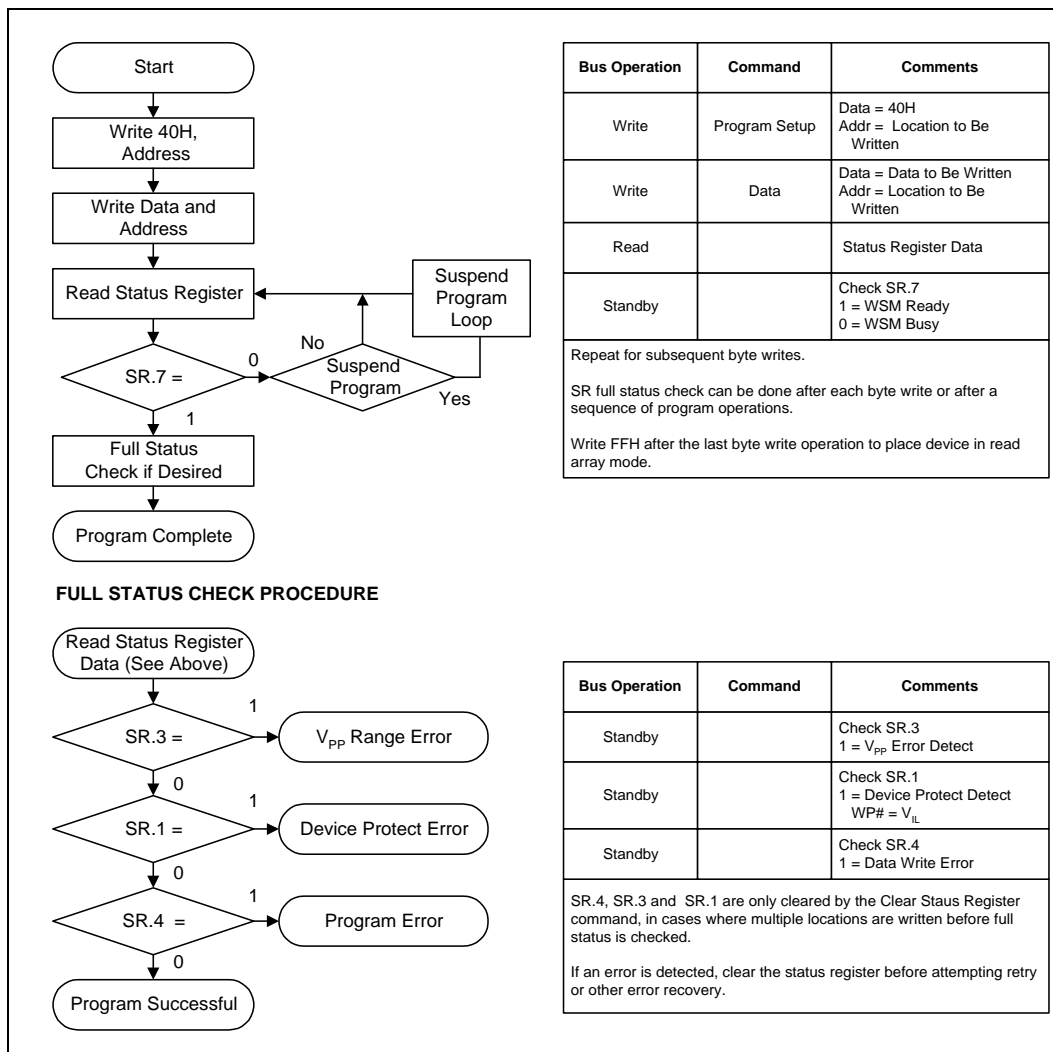 Start
Write 40H,
Address
Write Data and
Address
Read Status Register
Suspend
Program
Loop
No
SR.7 =
0
Suspend
Program
Yes
1
Full Status
Check if Desired
Program Complete
Bus Operation Command Comments
Write Program Setup Data = 40H
Addr = Location to Be
Written
Write Data Data = Data to Be Written
Addr = Location to Be
Written
Read Status Register Data
Standby Check SR.7
1 = WSM Ready
0 = WSM Busy
Repeat for subsequent byte writes.
SR full status check can be done after each byte write or after a
sequence of program operations.
Write FFH after the last byte write operation to place device in read
array mode.
FULL STATUS CHECK PROCEDURE
Read Status Register
Data (See Above)
SR.3 =
1
VPP Range Error
0
SR.1 =
1
Device Protect Error
0
SR.4 =
1
Program Error
0
Program Successful
Bus Operation Command Comments
Standby Check SR.3
1 = VPP Error Detect
Standby Check SR.1
1 = Device Protect Detect
WP# = VIL
Standby Check SR.4
1 = Data Write Error
SR.4, SR.3 and SR.1 are only cleared by the Clear Staus Register
command, in cases where multiple locations are written before full
status is checked.
If an error is detected, clear the status register before attempting retry
or other error recovery.